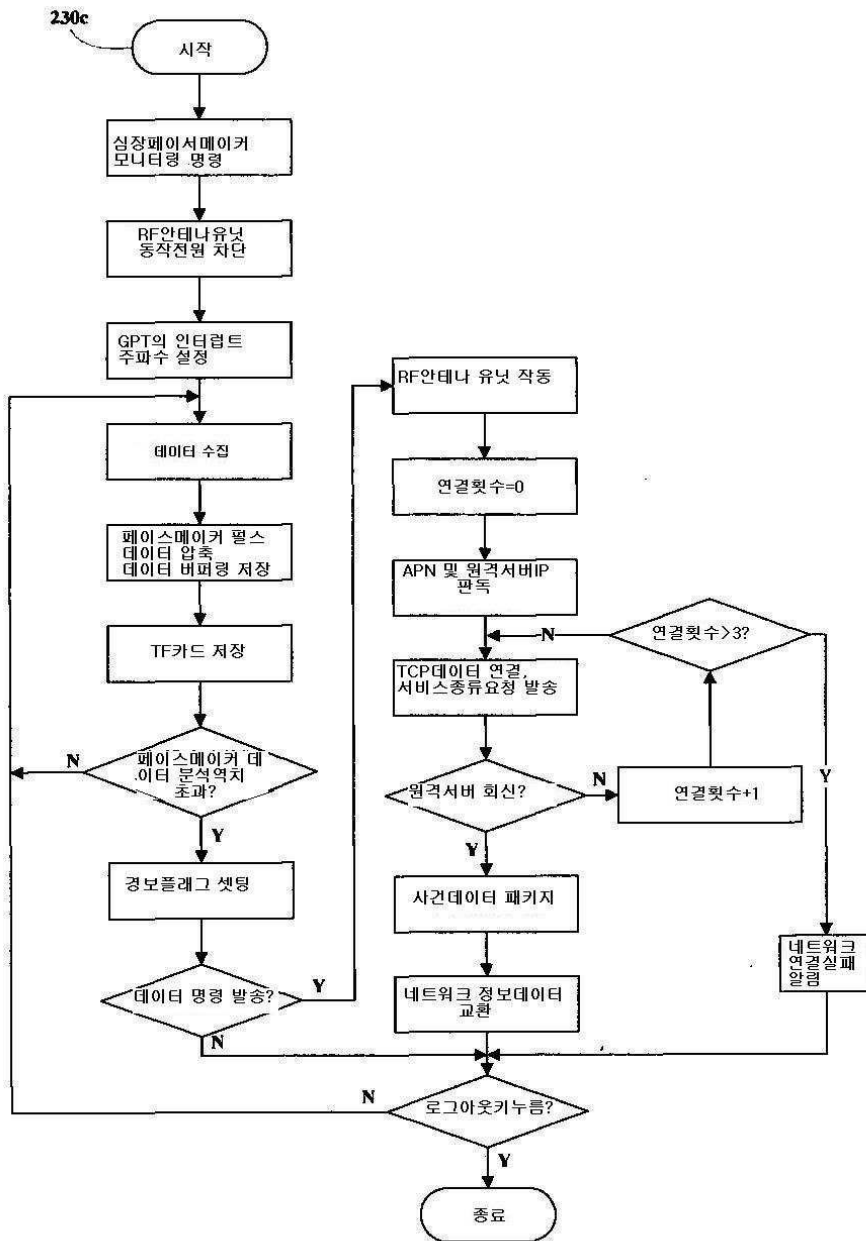 230c
시작
심장페이서메이커
모니터링 명령
RF안테나유닛
동작전원 차단
GPT의 인터럽트
주파수 설정
데이터 수집
페이스메이커 펄스
데이터 압축
데이터 버퍼링 저장
TF카드 저장
페이스메이커 데
이터 분석역치
초과?
N
Y
경보플래그 셋팅
데이터 명령 발송?
Y
N
RF안테나 유닛 작동
연결횟수=0
APN 및 원격서버IP
판독
TCP데이터 연결,
서비스종류요청 발송
원격서버 회신?
N
Y
연결횟수+1
연결횟수>3?
N
Y
사건데이터 패키지
네트워크 정보데이터
교환
네트워크
연결실패
알림
로그아웃키누름?
N
Y
종료